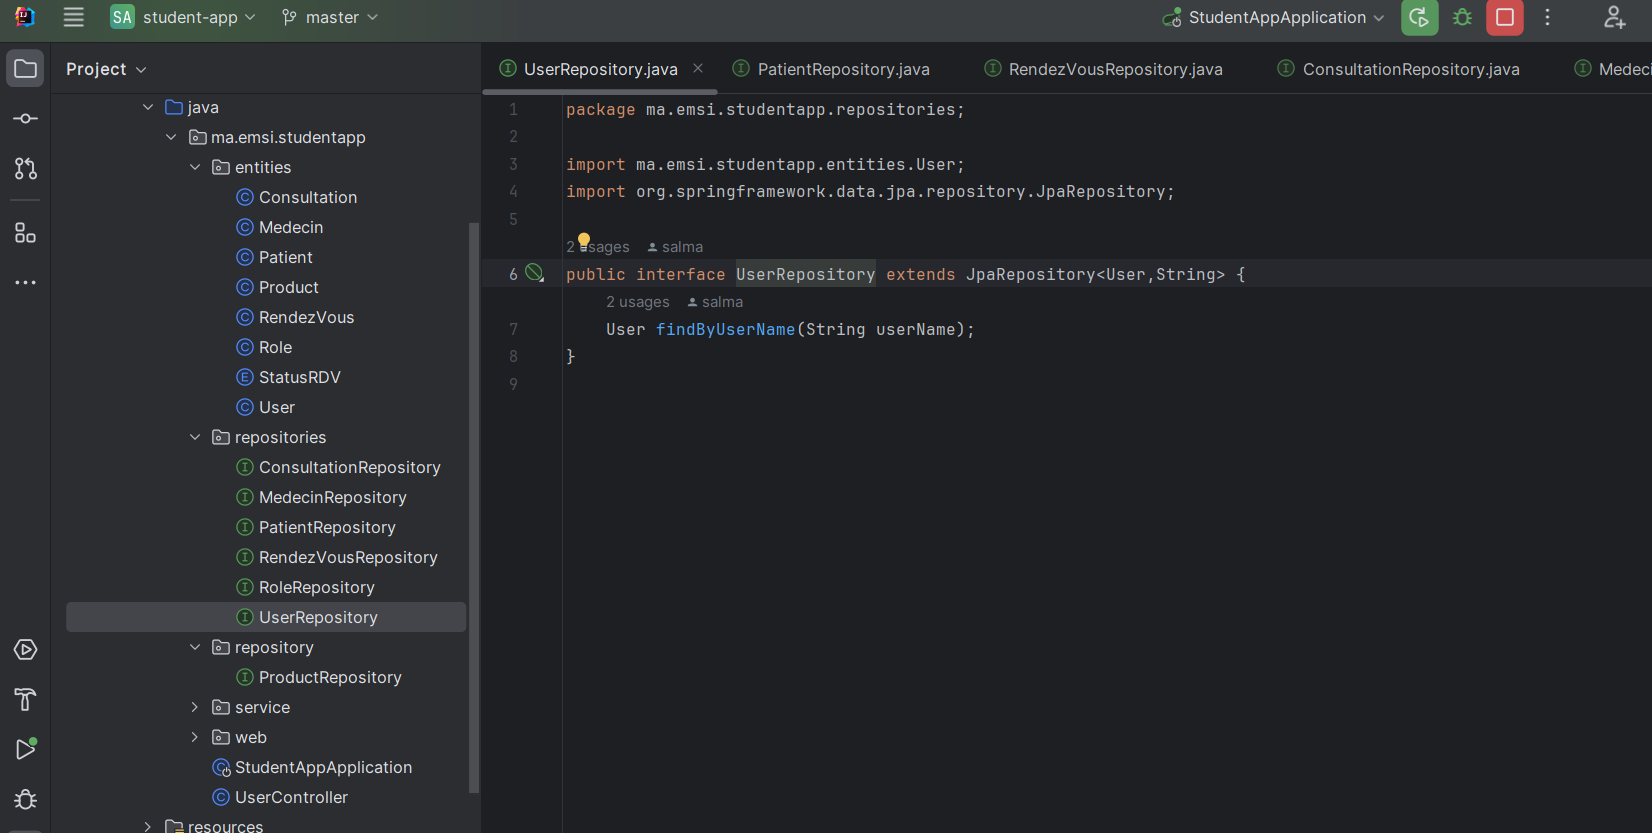 SA student-app master StudentAppApplication
Project
java
ma.emsi.studentapp
entities
Consultation
Medecin
Patient
Product
RendezVous
Role
StatusRDV
User
repositories
ConsultationRepository
MedecinRepository
PatientRepository
RendezVousRepository
RoleRepository
UserRepository
repository
ProductRepository
service
web
StudentAppApplication
UserController
resources
UserRepository.java PatientRepository.java RendezVousRepository.java ConsultationRepository.java Medeci
1 package ma.emsi.studentapp.repositories;
2
3 import ma.emsi.studentapp.entities.User;
4 import org.springframework.data.jpa.repository.JpaRepository;
5
2 usages salma
6 public interface UserRepository extends JpaRepository<User,String> {
2 usages salma
7 User findByUserName(String userName);
8 }
9